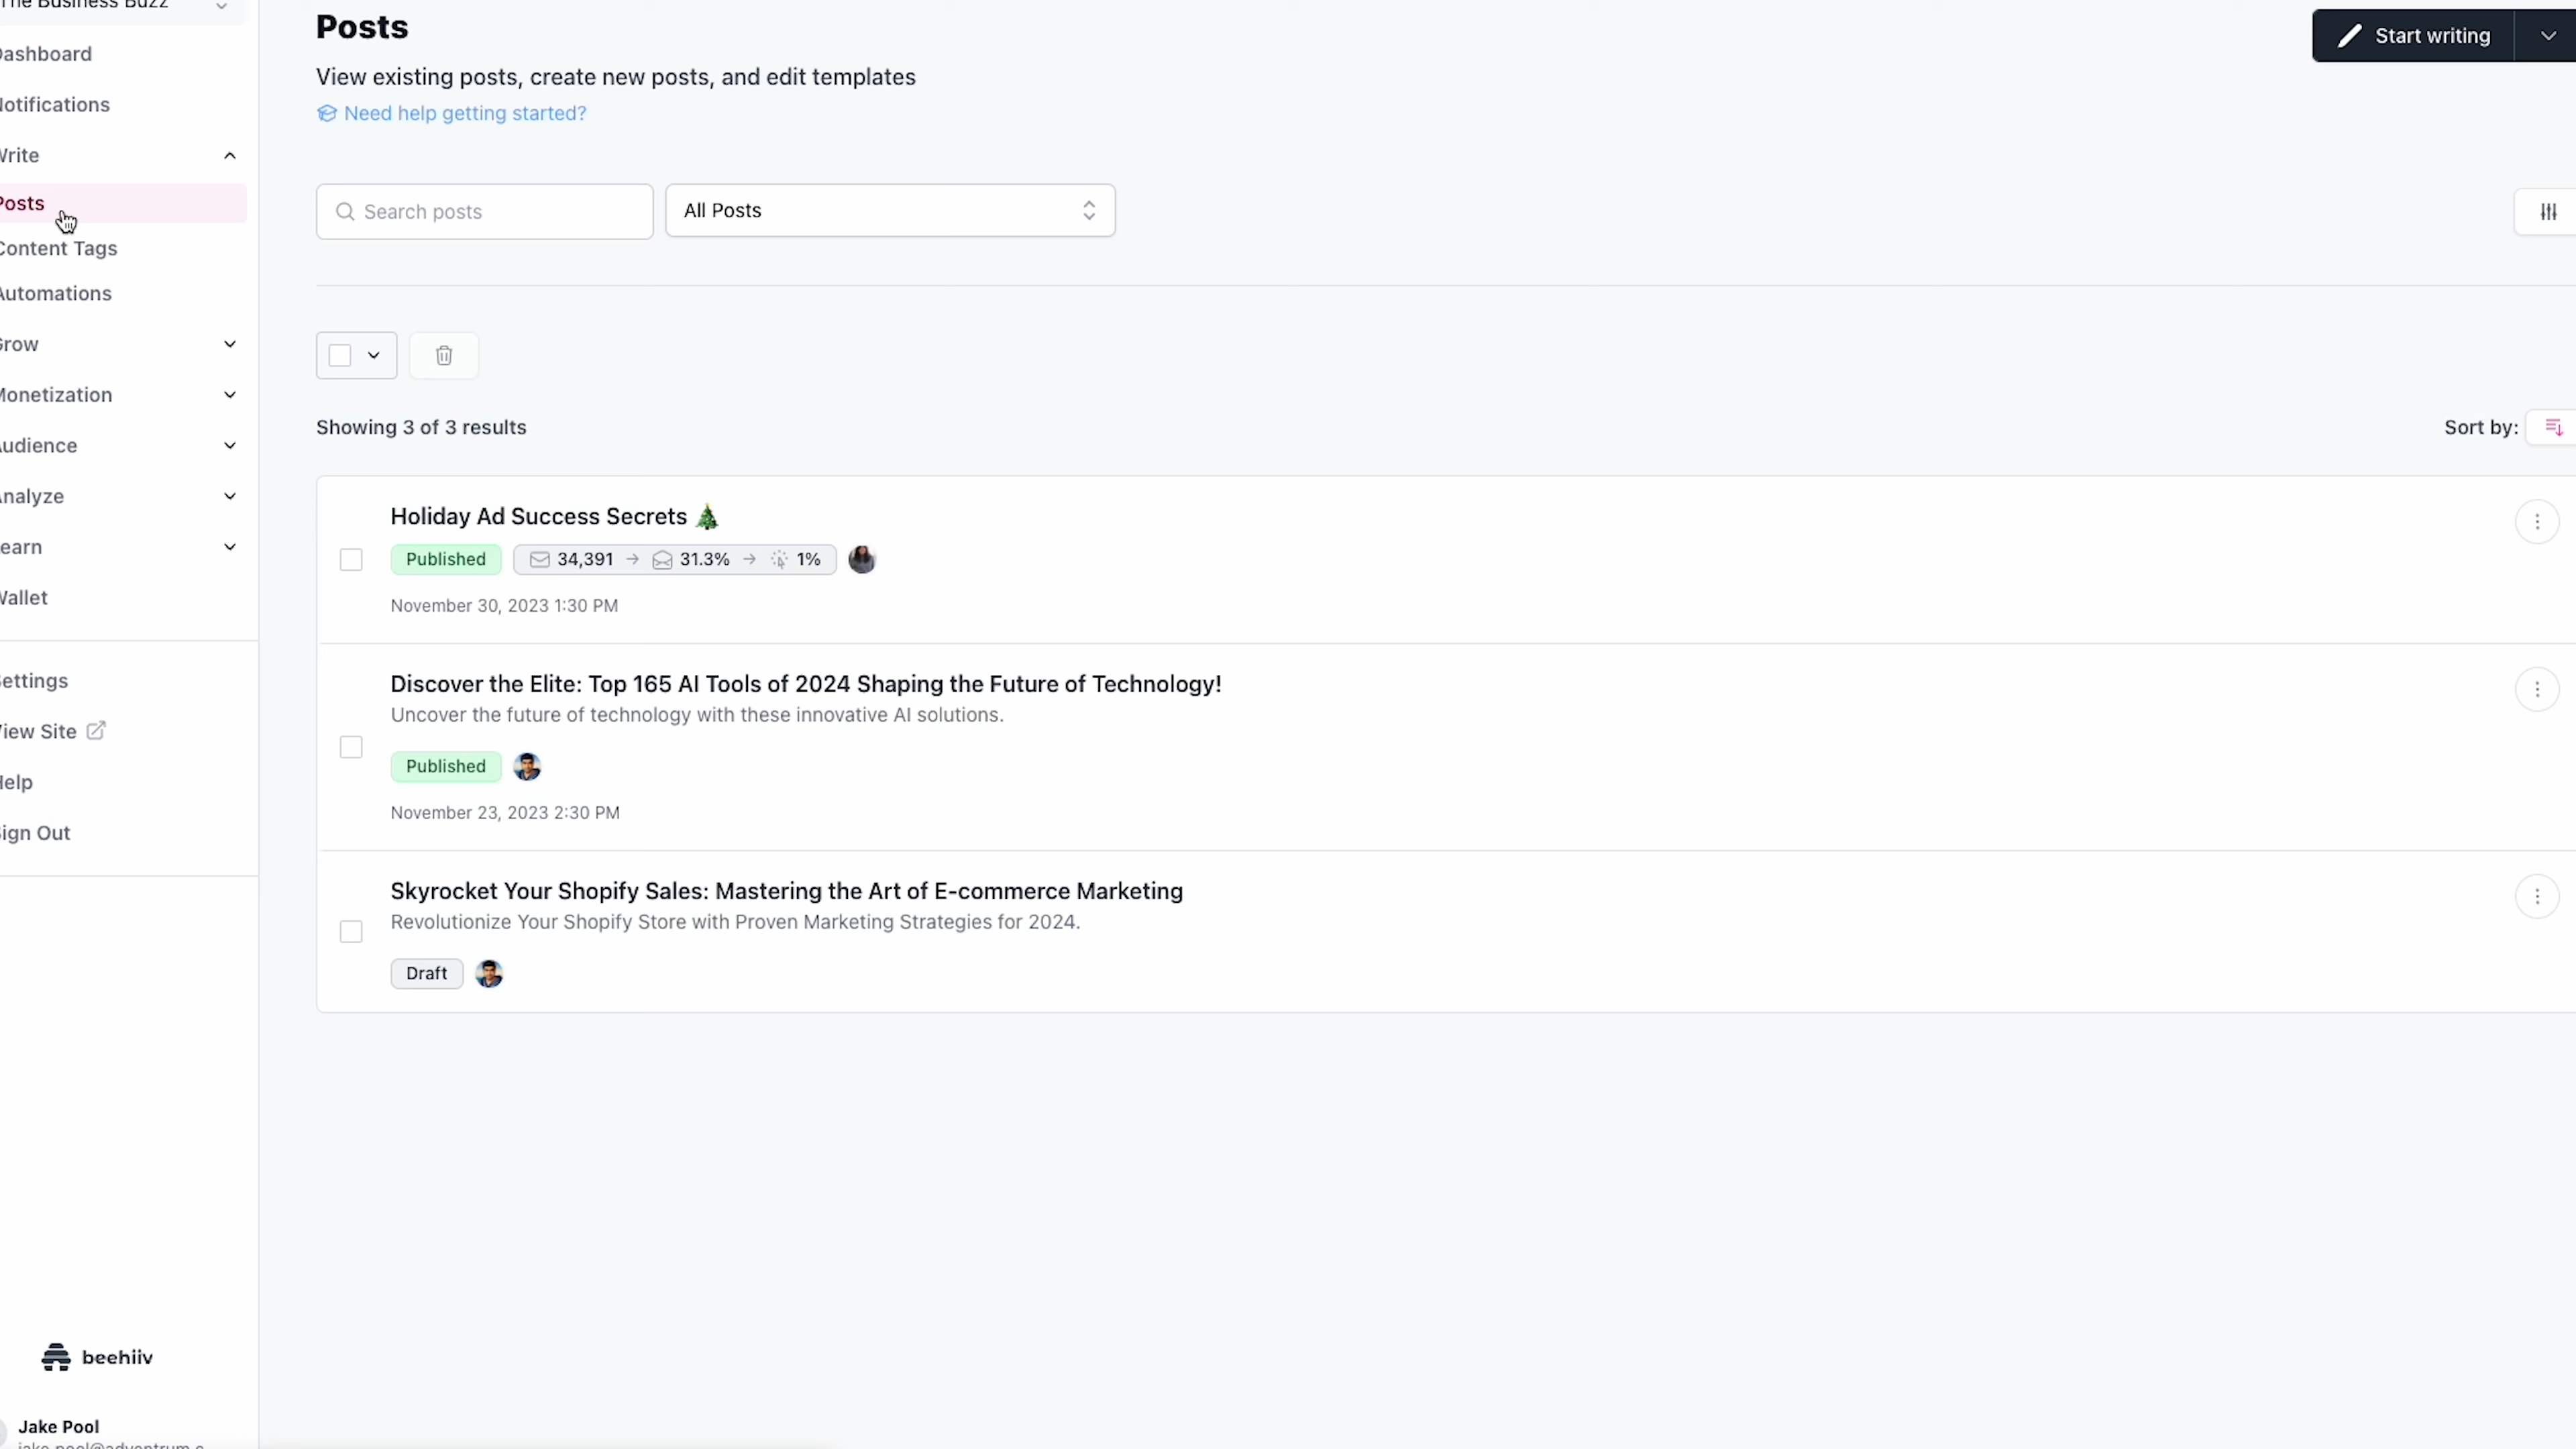 The Business Buzz
Dashboard
Notifications
Write
Posts
Content Tags
Automations
Grow
Monetization
Audience
Analyze
Learn
Wallet
Settings
View Site
Help
Sign Out
beehiiv
Jake Pool
Posts
View existing posts, create new posts, and edit templates
Need help getting started?
Start writing
Search posts
All Posts
Showing 3 of 3 results
Sort by:
Holiday Ad Success Secrets 🎄
Published 34,391 → 31.3% → 1%
November 30, 2023 1:30 PM
Discover the Elite: Top 165 AI Tools of 2024 Shaping the Future of Technology!
Uncover the future of technology with these innovative AI solutions.
Published
November 23, 2023 2:30 PM
Skyrocket Your Shopify Sales: Mastering the Art of E-commerce Marketing
Revolutionize Your Shopify Store with Proven Marketing Strategies for 2024.
Draft